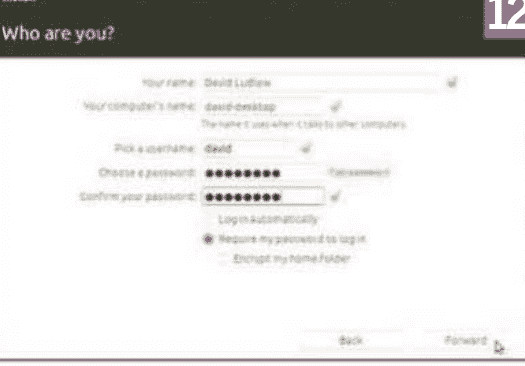 12
Who are you?
Your name: David Ludlow
Your computer's name: david-desktop
The name it uses when it talks to other computers.
Pick a username: david
Choose a password: ●●●●●●●●
Confirm your password: ●●●●●●●●
Log in automatically
Require my password to log in
Encrypt my home folder
Back Forward